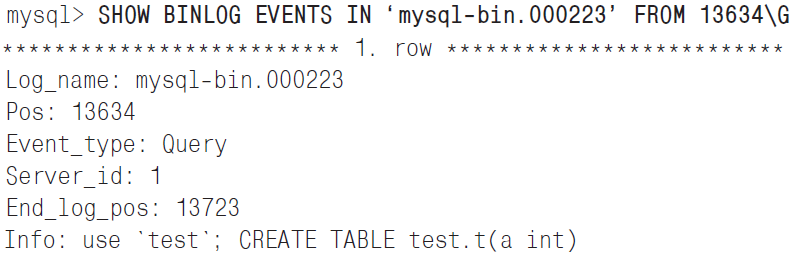 mysql> SHOW BINLOG EVENTS IN ‘mysql-bin.000223’ FROM 13634\G
*************************** 1. row ***************************
Log_name: mysql-bin.000223
Pos: 13634
Event_type: Query
Server_id: 1
End_log_pos: 13723
Info: use `test`; CREATE TABLE test.t(a int)